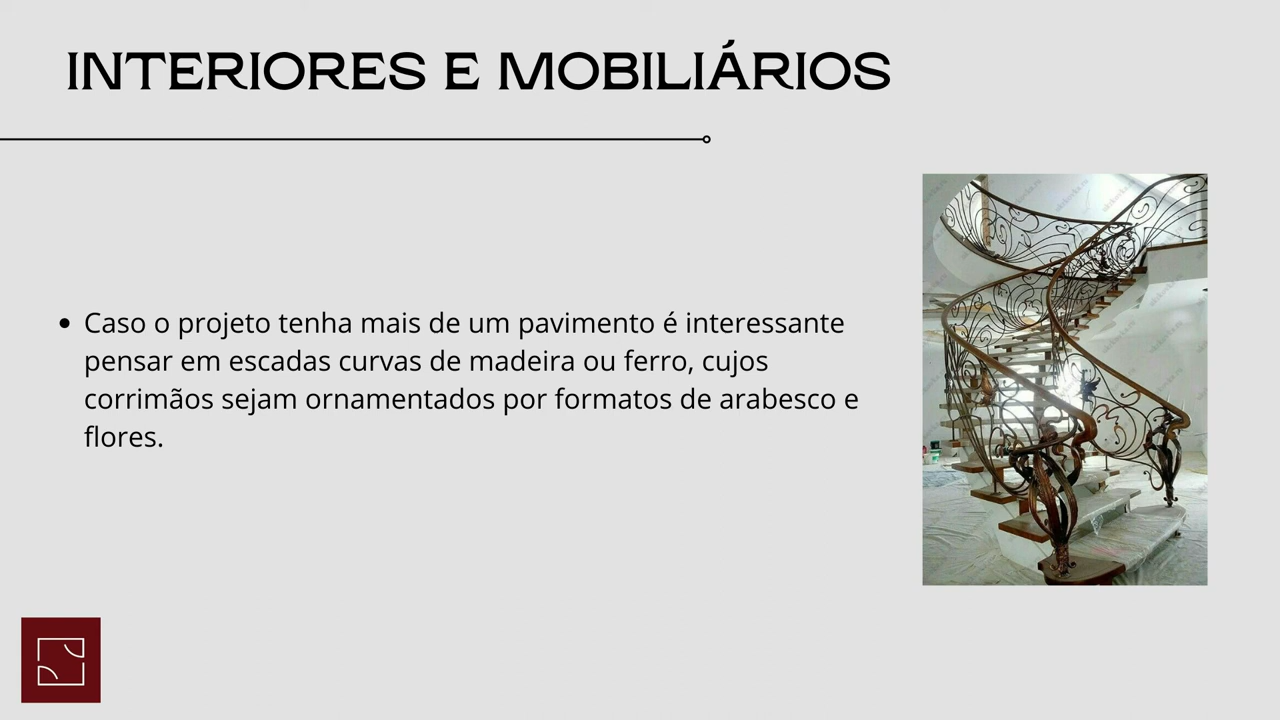 INTERIORES E MOBILIÁRIOS
Caso o projeto tenha mais de um pavimento é interessante
pensar em escadas curvas de madeira ou ferro, cujos
corrimãos sejam ornamentados por formatos de arabesco e
flores.